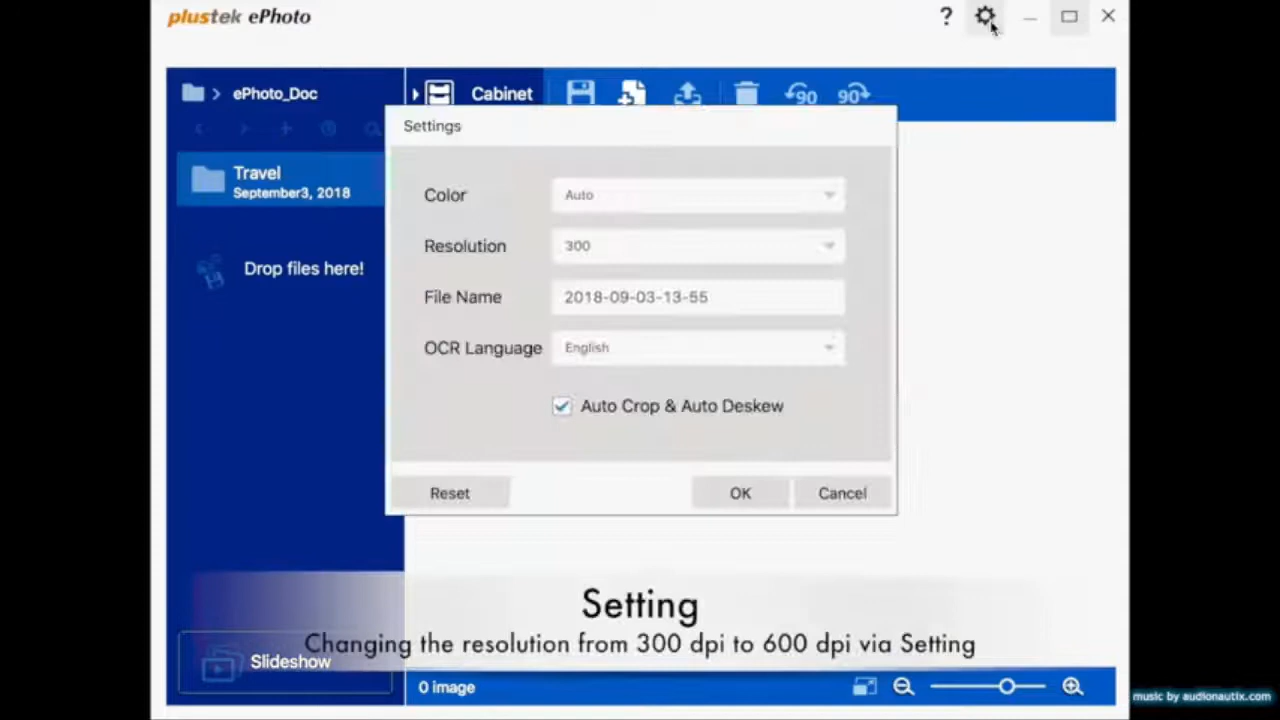 plustek ePhoto
?
ePhoto_Doc
Cabinet
90
90
Settings
Travel
September3, 2018
Color
Auto
Resolution
300
Drop files here!
File Name
2018-09-03-13-55
OCR Language
English
Auto Crop & Auto Deskew
Reset
OK
Cancel
Setting
Changing the resolution from 300 dpi to 600 dpi via Setting
Slideshow
0 image
music by audionautix.com